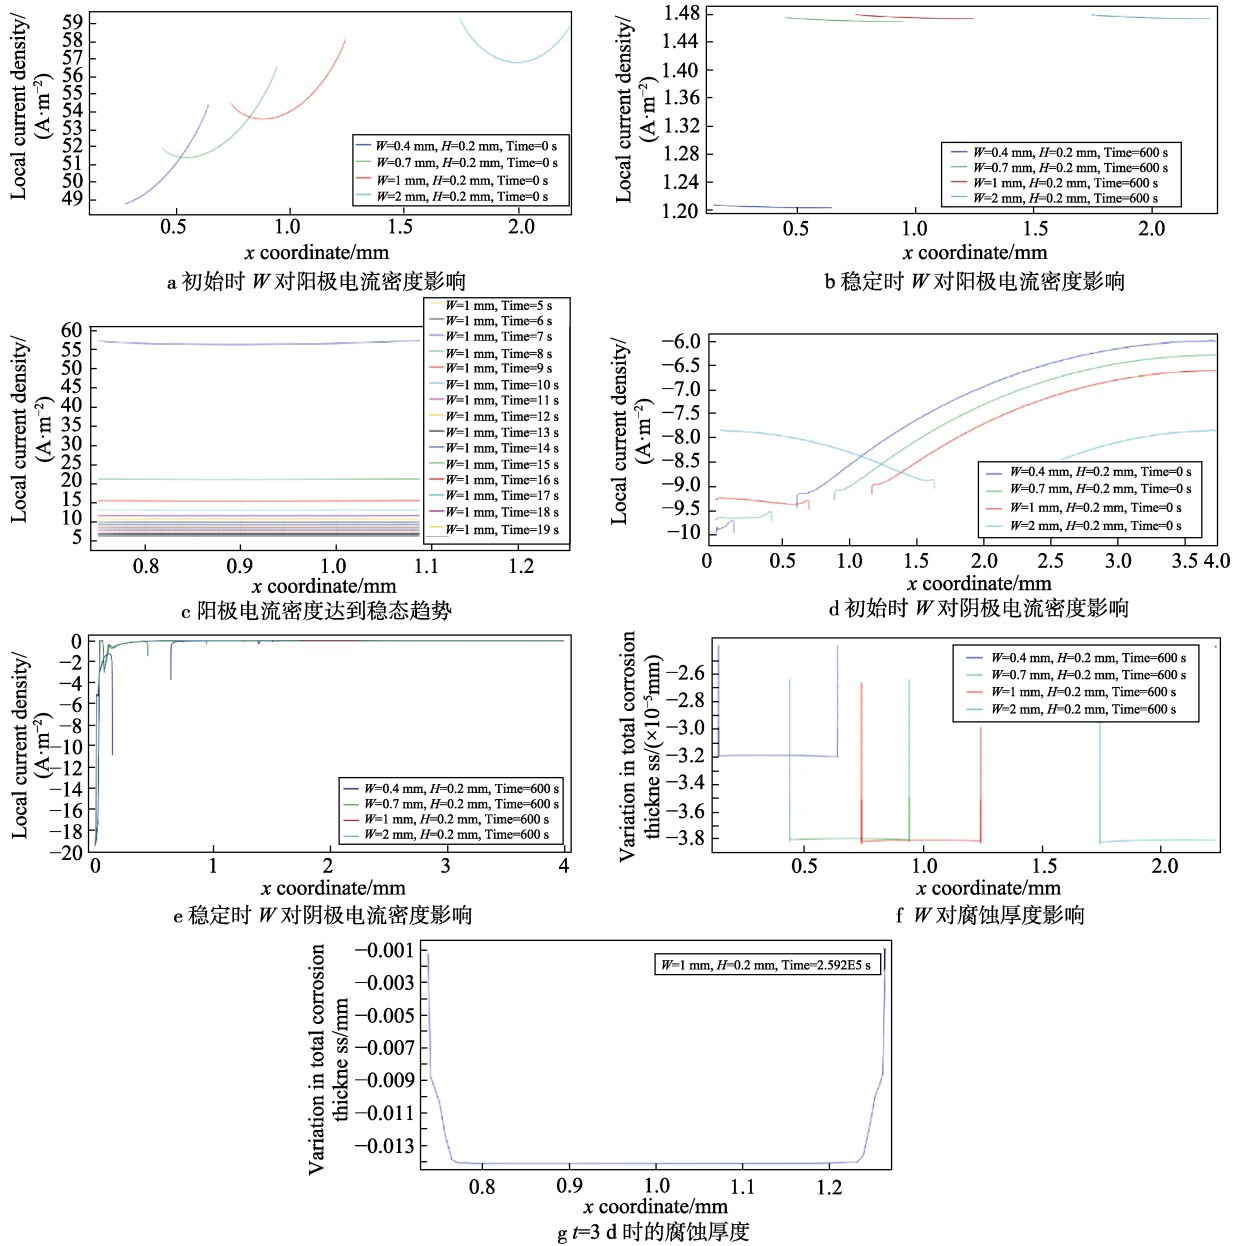 Local current density/
(A·m⁻²)
59
58
57
56
55
54
53
52
51
50
49
W=0.4 mm, H=0.2 mm, Time=0 s
W=0.7 mm, H=0.2 mm, Time=0 s
W=1 mm, H=0.2 mm, Time=0 s
W=2 mm, H=0.2 mm, Time=0 s
0.5 1.0 1.5 2.0
x coordinate/mm
a 初始时 W 对阳极电流密度影响
Local current density/
(A·m⁻²)
1.48
1.44
1.40
1.36
1.32
1.28
1.24
1.20
W=0.4 mm, H=0.2 mm, Time=600 s
W=0.7 mm, H=0.2 mm, Time=600 s
W=1 mm, H=0.2 mm, Time=600 s
W=2 mm, H=0.2 mm, Time=600 s
0.5 1.0 1.5 2.0
x coordinate/mm
b 稳定时 W 对阳极电流密度影响
Local current density/
(A·m⁻²)
60
55
50
45
40
35
30
25
20
15
10
5
W=1 mm, Time=5 s
W=1 mm, Time=6 s
W=1 mm, Time=7 s
W=1 mm, Time=8 s
W=1 mm, Time=9 s
W=1 mm, Time=10 s
W=1 mm, Time=11 s
W=1 mm, Time=12 s
W=1 mm, Time=13 s
W=1 mm, Time=14 s
W=1 mm, Time=15 s
W=1 mm, Time=16 s
W=1 mm, Time=17 s
W=1 mm, Time=18 s
W=1 mm, Time=19 s
0.8 0.9 1.0 1.1 1.2
x coordinate/mm
c 阳极电流密度达到稳态趋势
Local current density/
(A·m⁻²)
−6.0
−6.5
−7.0
−7.5
−8.0
−8.5
−9.0
−9.5
−10
W=0.4 mm, H=0.2 mm, Time=0 s
W=0.7 mm, H=0.2 mm, Time=0 s
W=1 mm, H=0.2 mm, Time=0 s
W=2 mm, H=0.2 mm, Time=0 s
0 0.5 1.0 1.5 2.0 2.5 3.0 3.5 4.0
x coordinate/mm
d 初始时 W 对阴极电流密度影响
Local current density/
(A·m⁻²)
0
−2
−4
−6
−8
−10
−12
−14
−16
−18
−20
W=0.4 mm, H=0.2 mm, Time=600 s
W=0.7 mm, H=0.2 mm, Time=600 s
W=1 mm, H=0.2 mm, Time=600 s
W=2 mm, H=0.2 mm, Time=600 s
0 1 2 3 4
x coordinate/mm
e 稳定时 W 对阴极电流密度影响
Variation in total corrosion
thickne ss/(×10⁻⁵mm)
−2.6
−2.8
−3.0
−3.2
−3.4
−3.6
−3.8
W=0.4 mm, H=0.2 mm, Time=600 s
W=0.7 mm, H=0.2 mm, Time=600 s
W=1 mm, H=0.2 mm, Time=600 s
W=2 mm, H=0.2 mm, Time=600 s
0.5 1.0 1.5 2.0
x coordinate/mm
f W 对腐蚀厚度影响
Variation in total corrosion
thickne ss/mm
−0.001
−0.003
−0.005
−0.007
−0.009
−0.011
−0.013
W=1 mm, H=0.2 mm, Time=2.592E5 s
0.8 0.9 1.0 1.1 1.2
x coordinate/mm
g t=3 d 时的腐蚀厚度